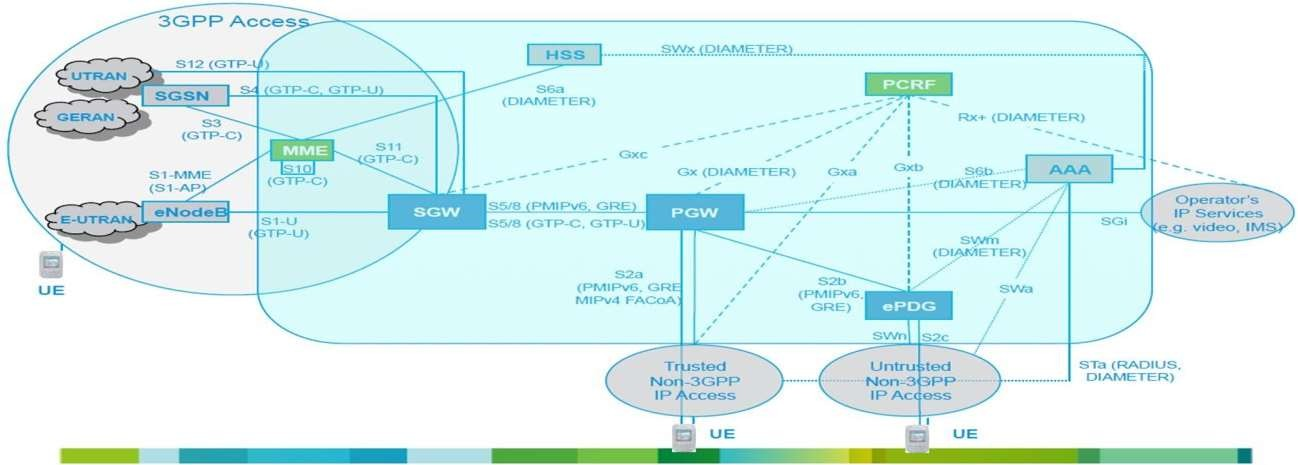 3GPP Access
HSS
SWx (DIAMETER)
S12 (GTP-U)
UTRAN
SGSN
S4 (GTP-C, GTP-U)
S6a
(DIAMETER)
PCRF
GERAN
S3
(GTP-C)
Rx+ (DIAMETER)
MME
S11
(GTP-C)
Gxc
S10
(GTP-C)
Gx (DIAMETER)
Gxa
Gxb
S6b
(DIAMETER)
AAA
S1-MME
(S1-AP)
E-UTRAN
eNodeB
S1-U
(GTP-U)
SGW
S5/8 (PMIPv6, GRE)
S5/8 (GTP-C, GTP-U)
PGW
SGi
Operator's
IP Services
(e.g. video, IMS)
UE
S2a
(PMIPv6, GRE
MIPv4 FACoA)
S2b
(PMIPv6,
GRE)
SWm
(DIAMETER)
ePDG
SWa
SWn
S2c
Trusted
Non-3GPP
IP Access
Untrusted
Non-3GPP
IP Access
STa (RADIUS,
DIAMETER)
UE
UE